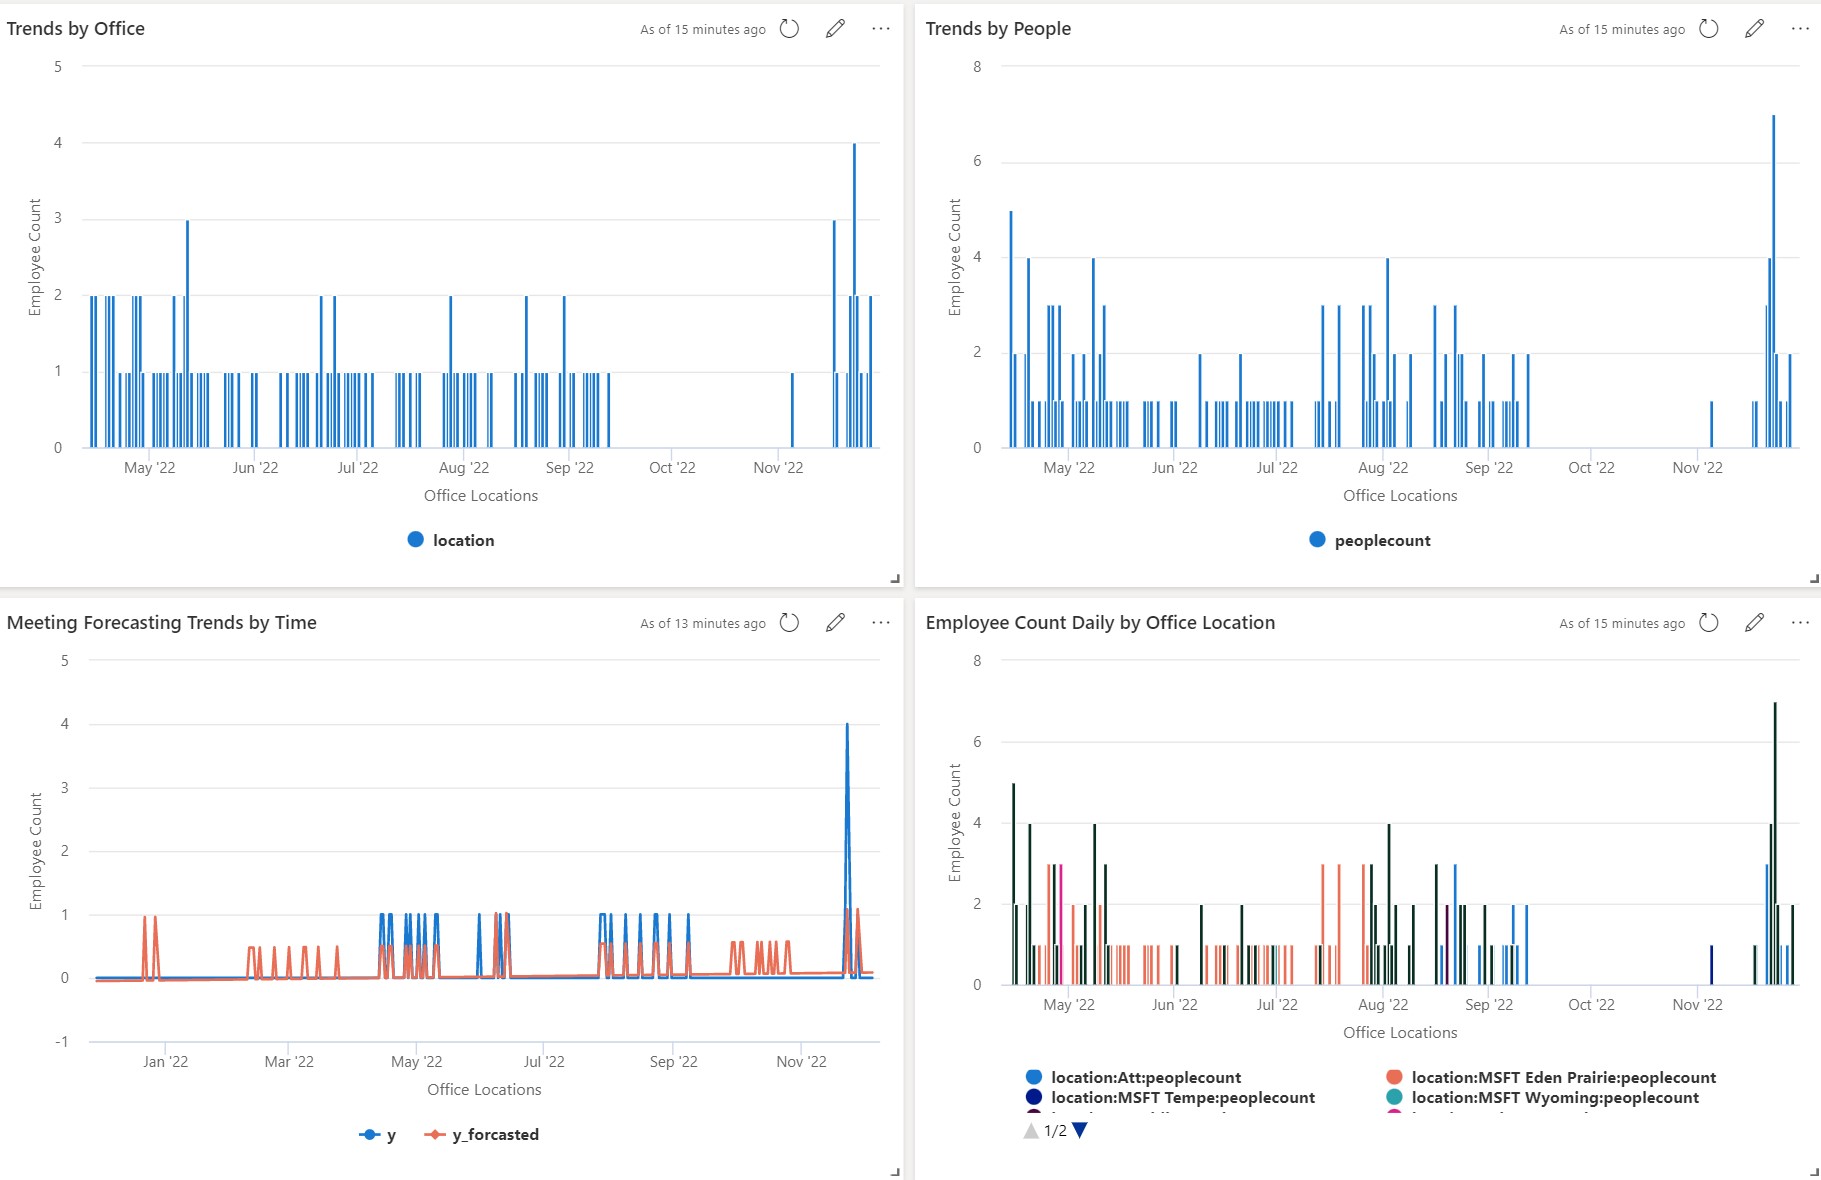 Trends by Office
As of 15 minutes ago
5
4
3
2
1
0
Employee Count
May '22
Jun '22
Jul '22
Aug '22
Sep '22
Oct '22
Nov '22
Office Locations
location
Trends by People
As of 15 minutes ago
8
6
4
2
0
Employee Count
May '22
Jun '22
Jul '22
Aug '22
Sep '22
Oct '22
Nov '22
Office Locations
peoplecount
Meeting Forecasting Trends by Time
As of 13 minutes ago
5
4
3
2
1
0
-1
Employee Count
Jan '22
Mar '22
May '22
Jul '22
Sep '22
Nov '22
Office Locations
y
y_forcasted
Employee Count Daily by Office Location
As of 15 minutes ago
8
6
4
2
0
Employee Count
May '22
Jun '22
Jul '22
Aug '22
Sep '22
Oct '22
Nov '22
Office Locations
location:Att:peoplecount
location:MSFT Eden Prairie:peoplecount
location:MSFT Tempe:peoplecount
location:MSFT Wyoming:peoplecount
1/2